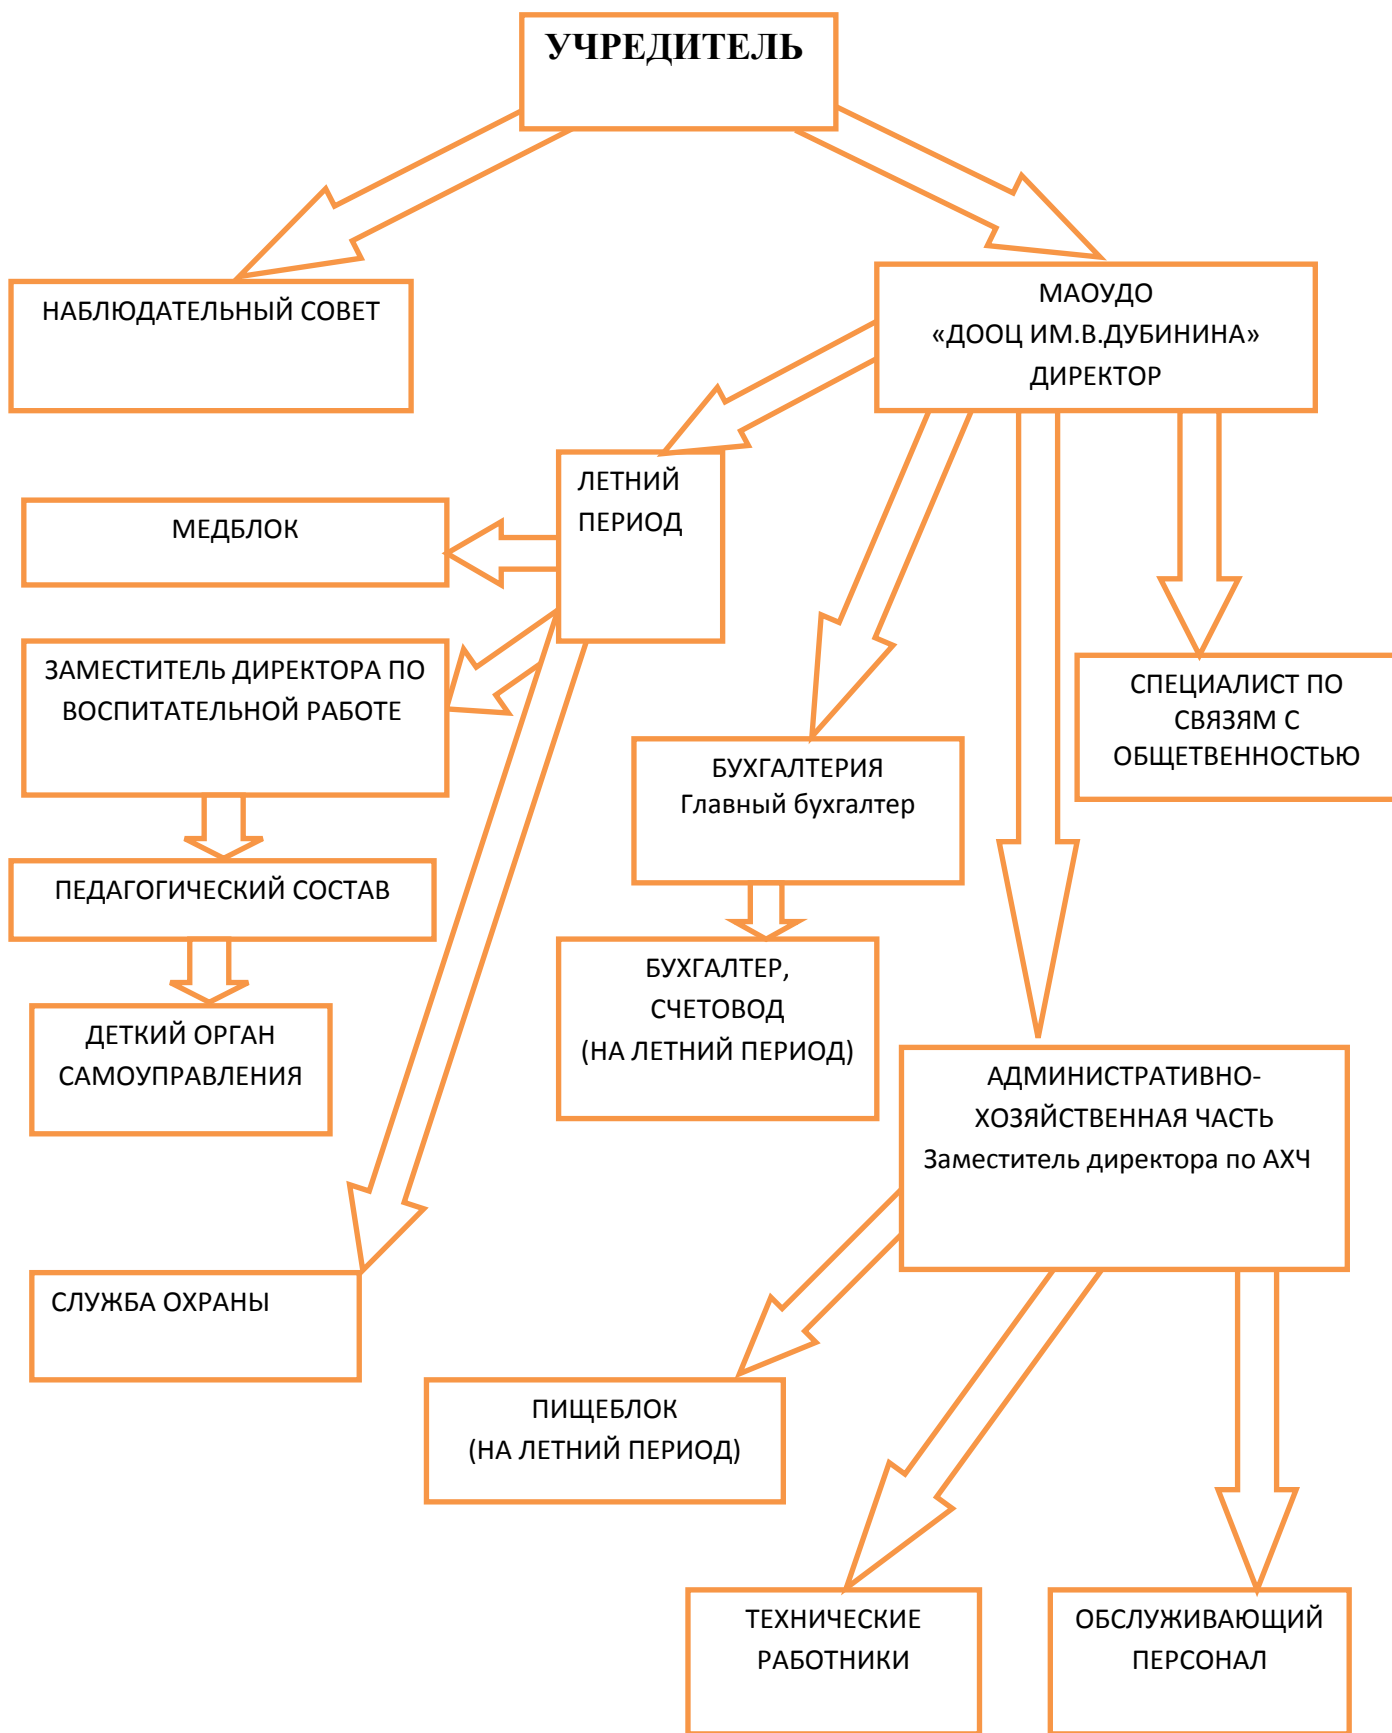 УЧРЕДИТЕЛЬ
НАБЛЮДАТЕЛЬНЫЙ СОВЕТ
МАОУДО
«ДООЦ ИМ.В.ДУБИНИНА»
ДИРЕКТОР
ЛЕТНИЙ
ПЕРИОД
МЕДБЛОК
ЗАМЕСТИТЕЛЬ ДИРЕКТОРА ПО
ВОСПИТАТЕЛЬНОЙ РАБОТЕ
СПЕЦИАЛИСТ ПО
СВЯЗЯМ С
ОБЩЕТВЕННОСТЬЮ
БУХГАЛТЕРИЯ
Главный бухгалтер
ПЕДАГОГИЧЕСКИЙ СОСТАВ
БУХГАЛТЕР,
СЧЕТОВОД
(НА ЛЕТНИЙ ПЕРИОД)
ДЕТКИЙ ОРГАН
САМОУПРАВЛЕНИЯ
АДМИНИСТРАТИВНО-
ХОЗЯЙСТВЕННАЯ ЧАСТЬ
Заместитель директора по АХЧ
СЛУЖБА ОХРАНЫ
ПИЩЕБЛОК
(НА ЛЕТНИЙ ПЕРИОД)
ТЕХНИЧЕСКИЕ
РАБОТНИКИ
ОБСЛУЖИВАЮЩИЙ
ПЕРСОНАЛ